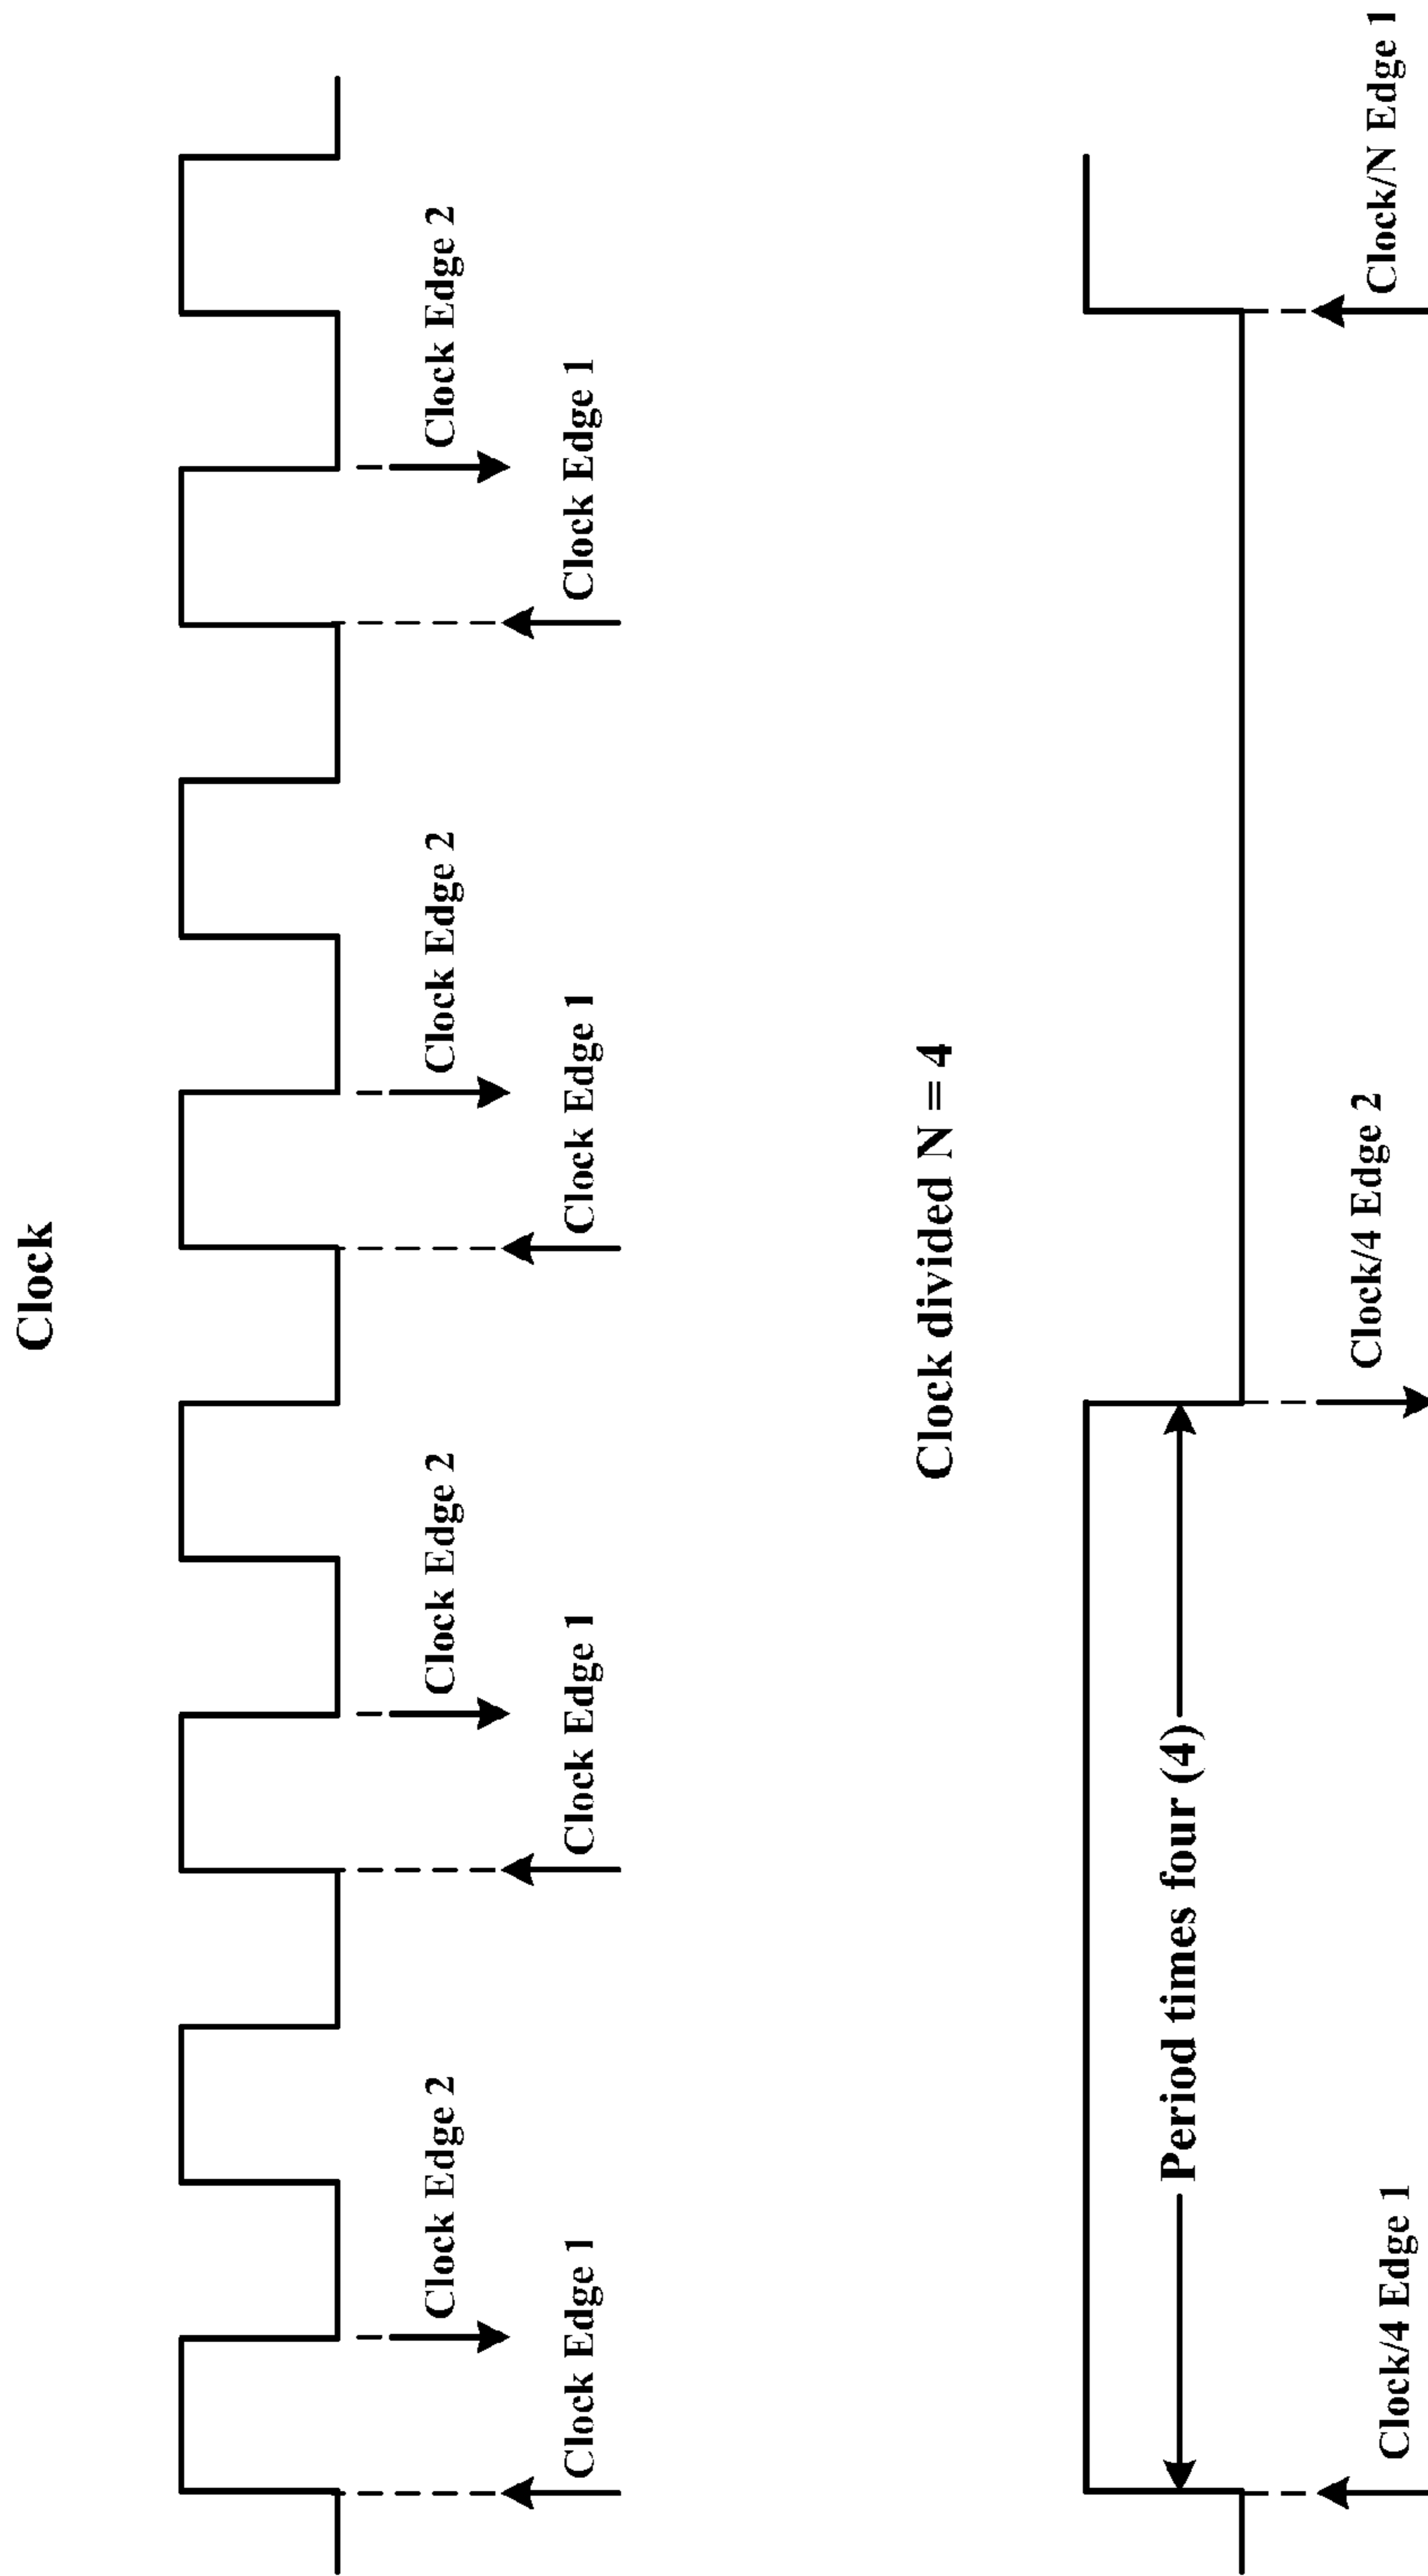 Clock
Clock Edge 2
Clock Edge 2
Clock Edge 2
Clock Edge 2
Clock Edge 1
Clock Edge 1
Clock Edge 1
Clock Edge 1
Clock divided N = 4
Period times four (4)
Clock/4 Edge 1
Clock/4 Edge 2
Clock/N Edge 1